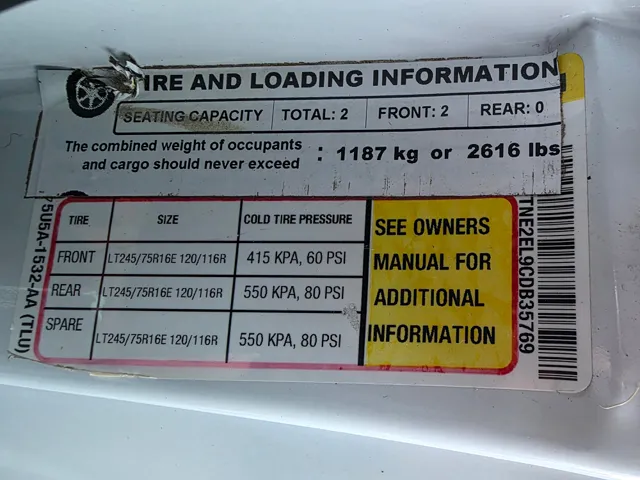 TIRE AND LOADING INFORMATION
SEATING CAPACITY TOTAL: 2 FRONT: 2 REAR: 0
The combined weight of occupants
and cargo should never exceed : 1187 kg or 2616 lbs
TIRE SIZE COLD TIRE PRESSURE
FRONT LT245/75R16E 120/116R 415 KPA, 60 PSI
REAR LT245/75R16E 120/116R 550 KPA, 80 PSI
SPARE LT245/75R16E 120/116R 550 KPA, 80 PSI
SEE OWNERS
MANUAL FOR
ADDITIONAL
INFORMATION
5U5A-1532-AA (TLU)
TNE2EL9CDB35769